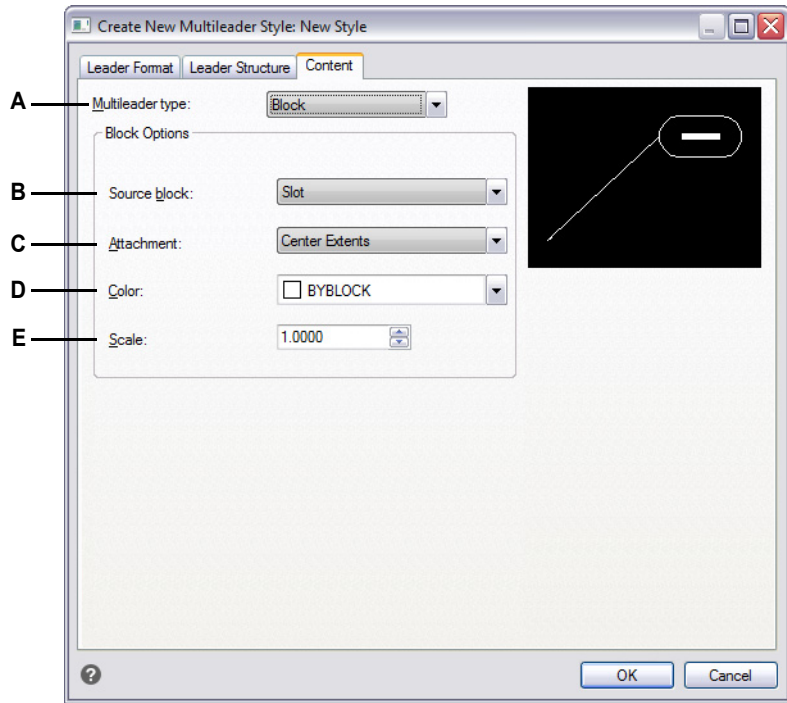 Create New Multileader Style: New Style
Leader Format Leader Structure Content
A Multileader type: Block
Block Options
B Source block: Slot
C Attachment: Center Extents
D Color: BYBLOCK
E Scale: 1.0000
?
OK Cancel